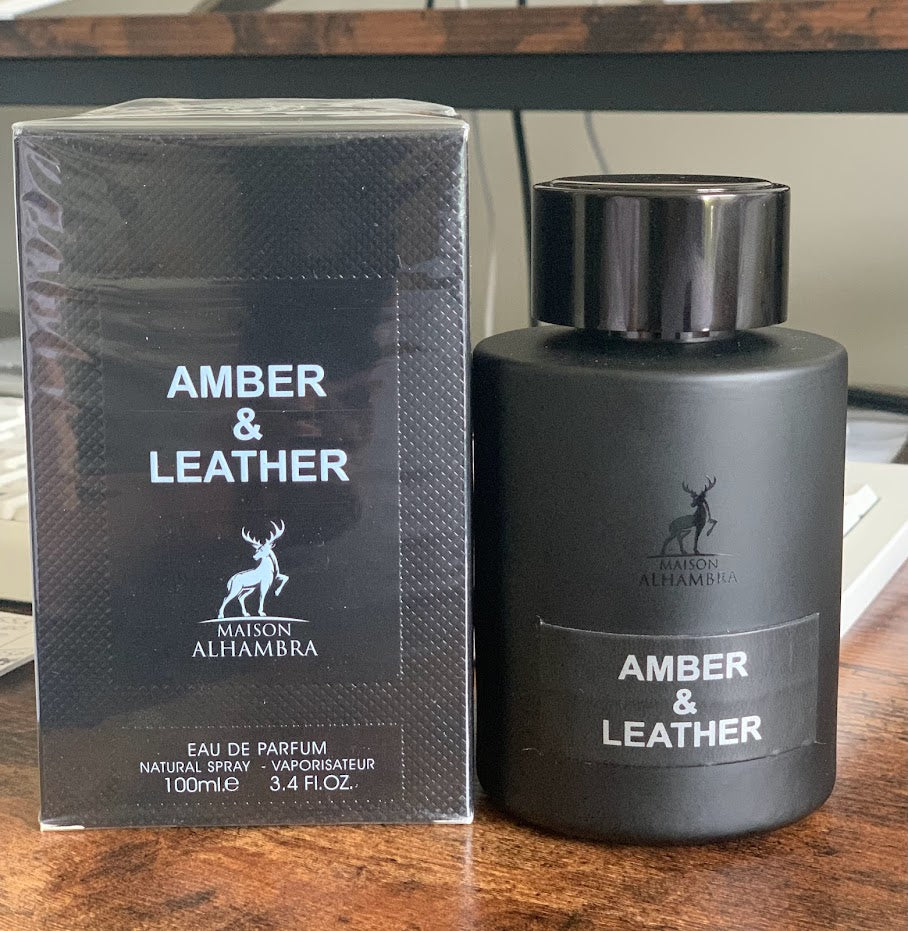 AMBER
&
LEATHER
MAISON
ALHAMBRA
EAU DE PARFUM
NATURAL SPRAY - VAPORISATEUR
100ml.e 3.4 Fl.OZ.
MAISON
ALHAMBRA
AMBER
&
LEATHER